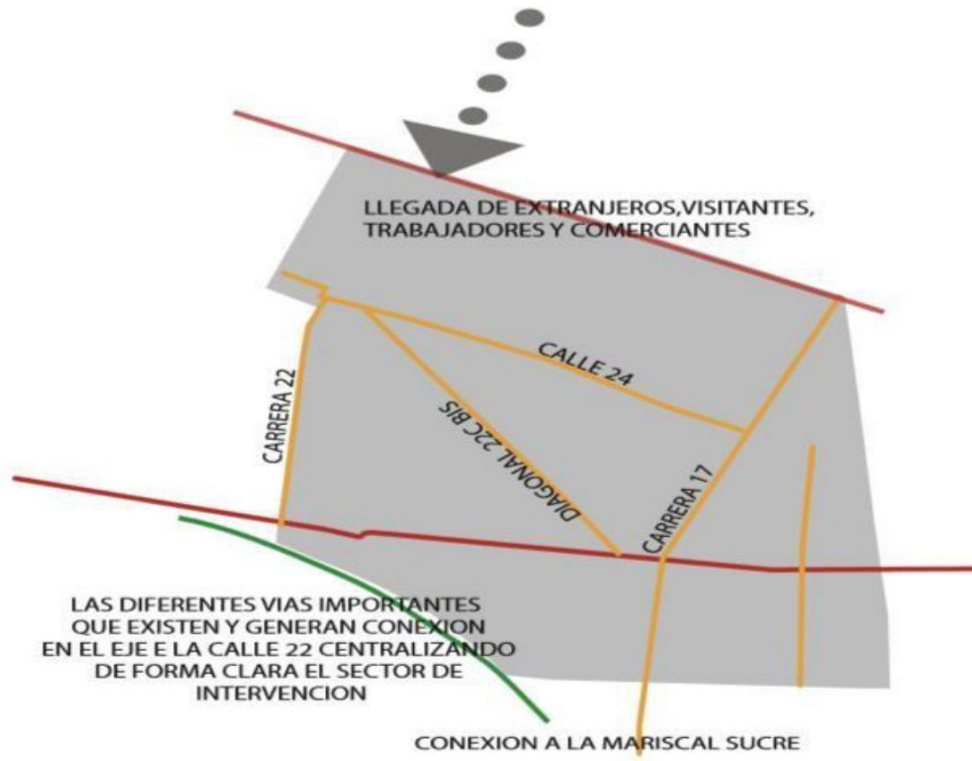 LLEGADA DE EXTRANJEROS,VISITANTES,
TRABAJADORES Y COMERCIANTES
CALLE 24
CARRERA 22
DIAGONAL 22C BIS
CARRERA 17
LAS DIFERENTES VIAS IMPORTANTES
QUE EXISTEN Y GENERAN CONEXION
EN EL EJE E LA CALLE 22 CENTRALIZANDO
DE FORMA CLARA EL SECTOR DE
INTERVENCION
CONEXION A LA MARISCAL SUCRE